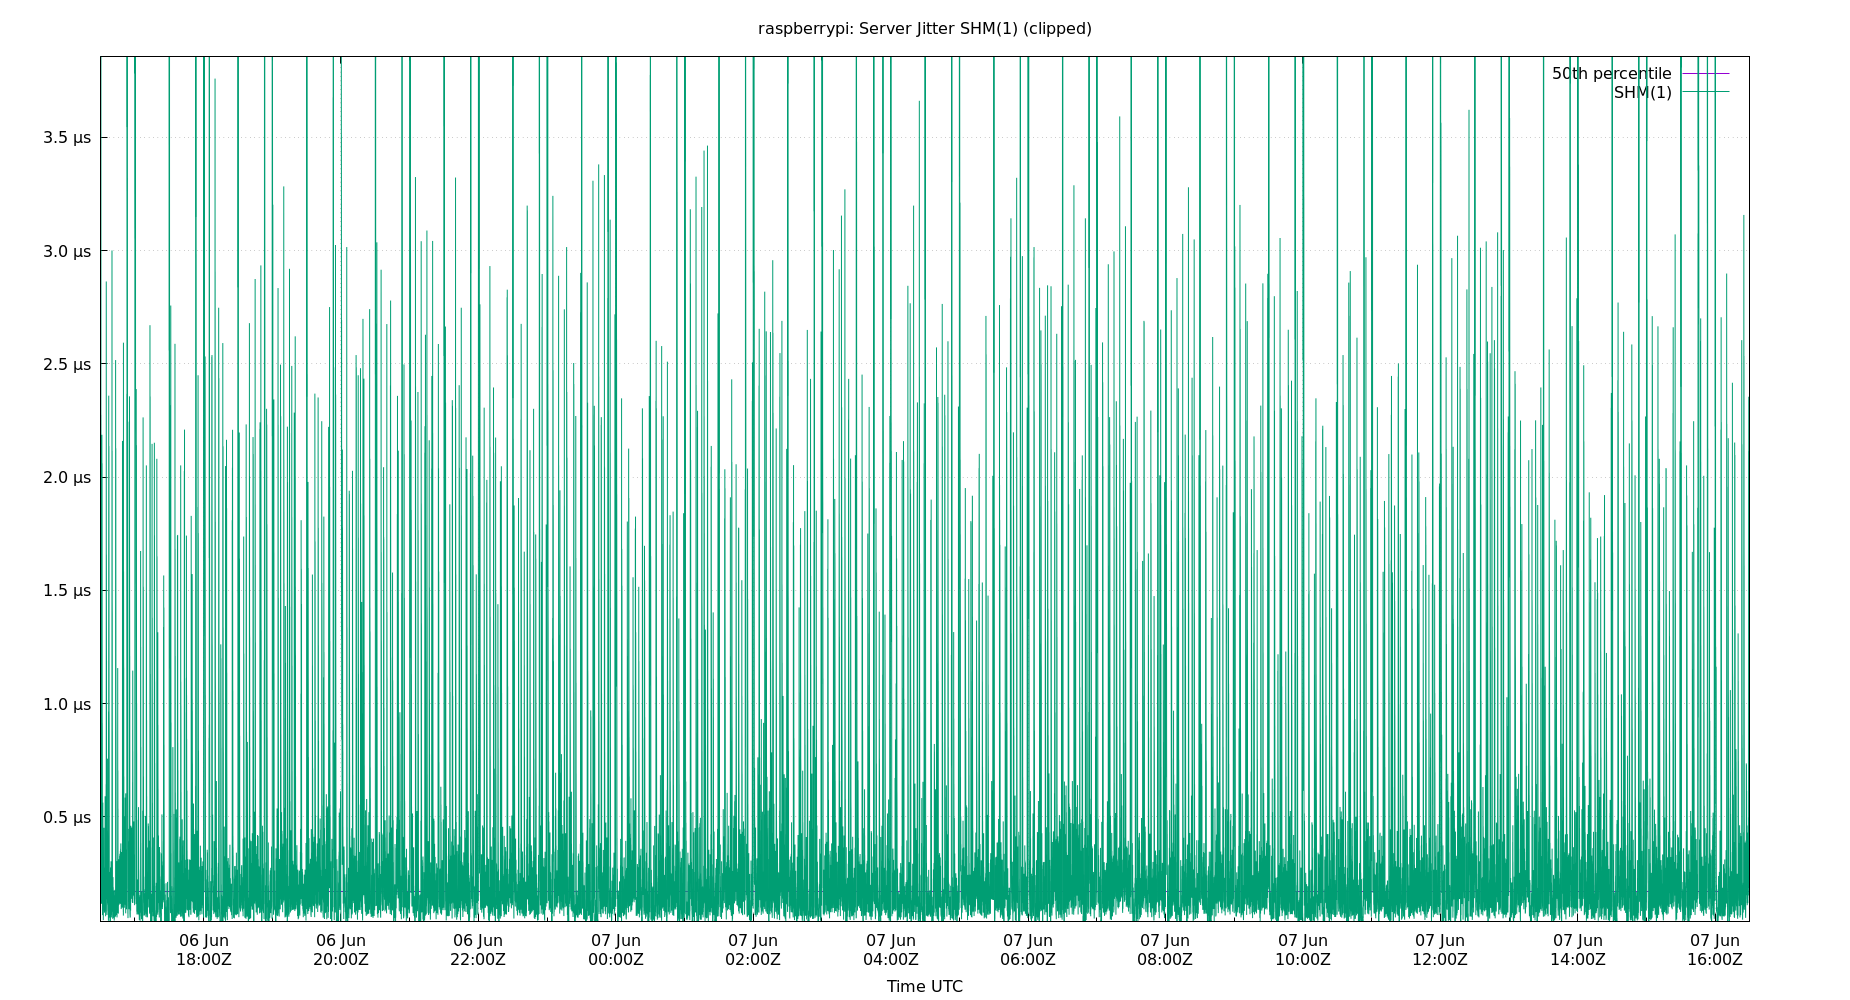 raspberrypi: Server Jitter SHM(1) (clipped)
50th percentile
SHM(1)
3.5 µs
3.0 µs
2.5 µs
2.0 µs
1.5 µs
1.0 µs
0.5 µs
06 Jun 06 Jun 06 Jun 07 Jun 07 Jun 07 Jun 07 Jun 07 Jun 07 Jun 07 Jun 07 Jun 07 Jun
18:00Z 20:00Z 22:00Z 00:00Z 02:00Z 04:00Z 06:00Z 08:00Z 10:00Z 12:00Z 14:00Z 16:00Z
Time UTC